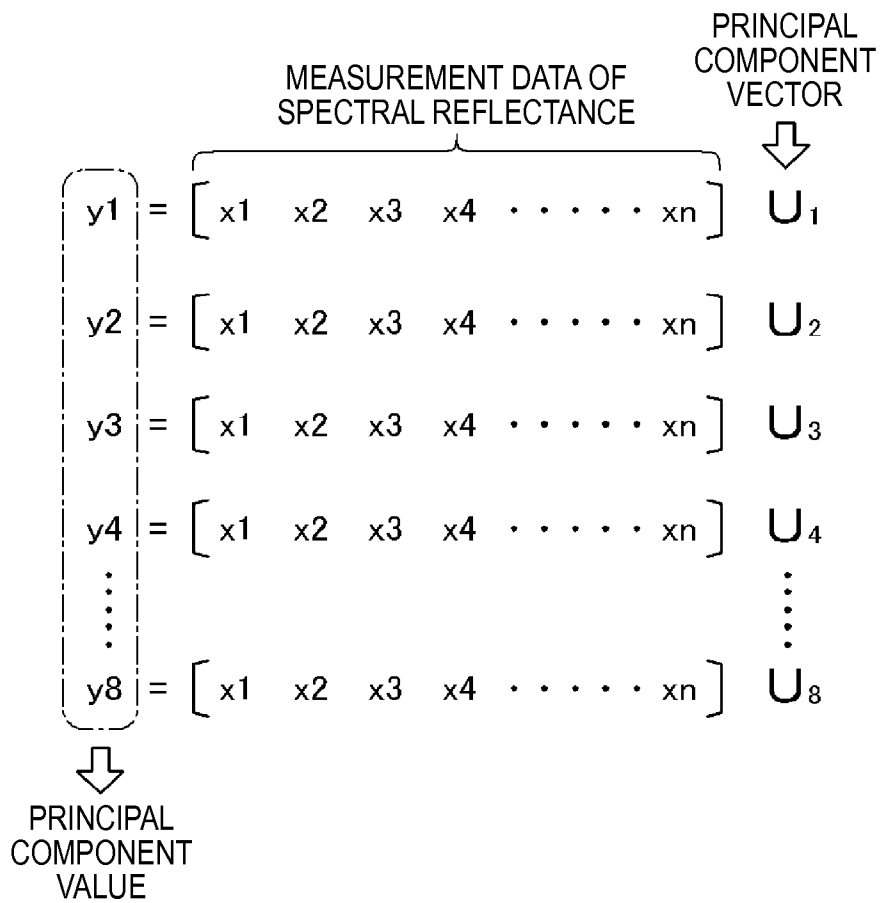 PRINCIPAL
COMPONENT
VECTOR
MEASUREMENT DATA OF
SPECTRAL REFLECTANCE
y1 = [ x1 x2 x3 x4 · · · · · xn ] U₁
y2 = [ x1 x2 x3 x4 · · · · · xn ] U₂
y3 = [ x1 x2 x3 x4 · · · · · xn ] U₃
y4 = [ x1 x2 x3 x4 · · · · · xn ] U₄
y8 = [ x1 x2 x3 x4 · · · · · xn ] U₈
PRINCIPAL
COMPONENT
VALUE